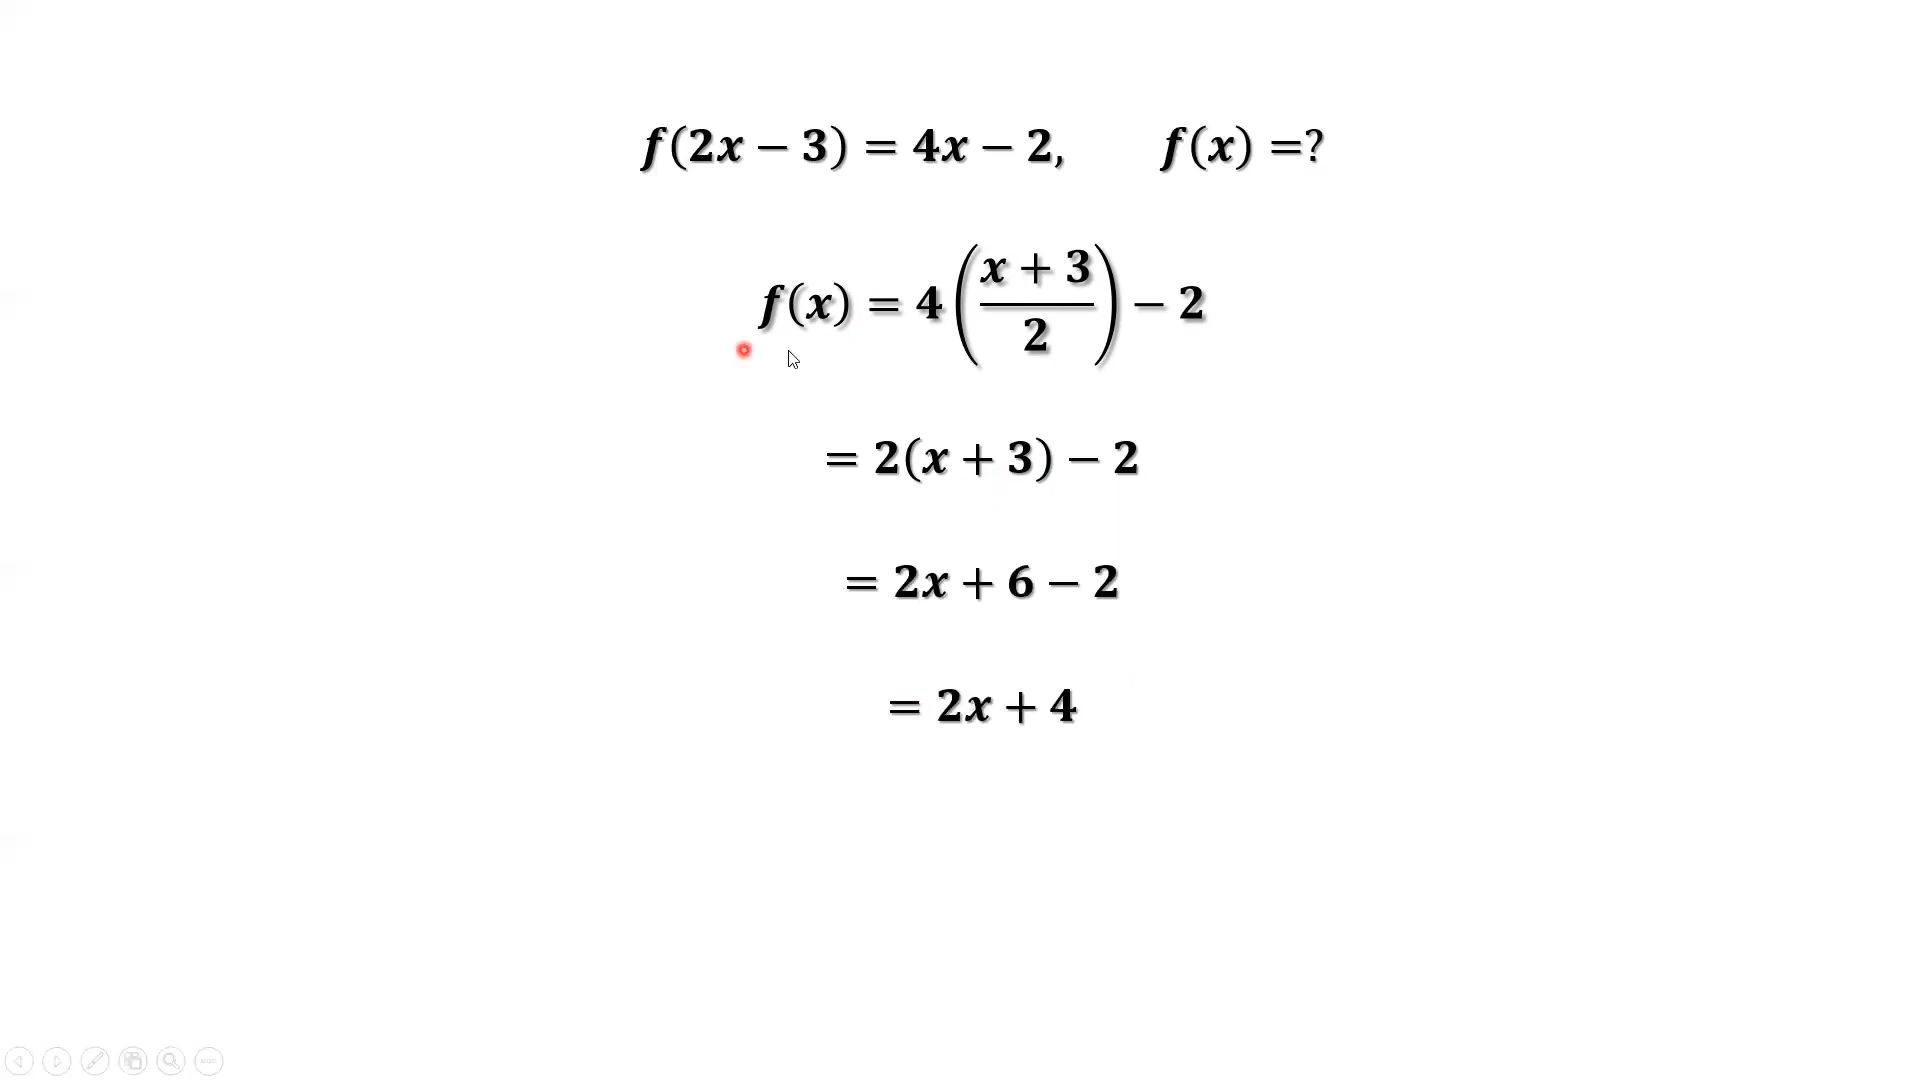 f(2x − 3) = 4x − 2, f(x) =?
f(x) = 4((x + 3)/2) − 2
= 2(x + 3) − 2
= 2x + 6 − 2
= 2x + 4